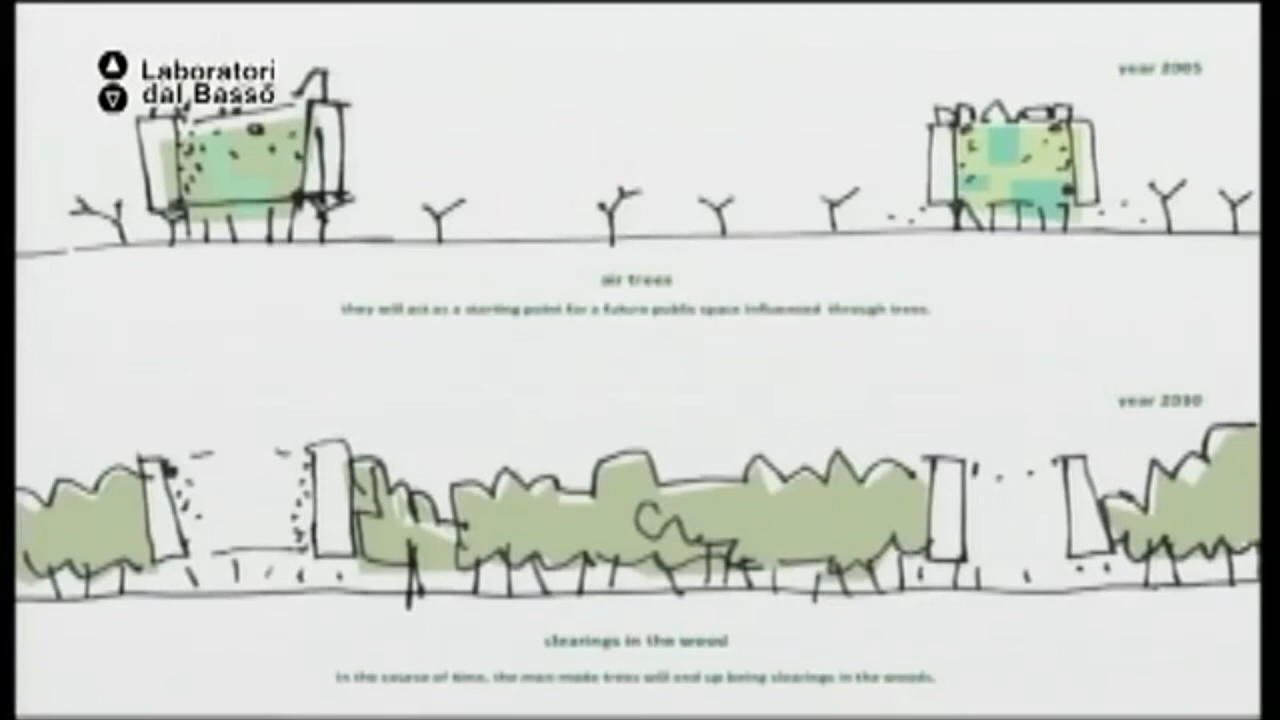 Laboratori
dal Basso
year 2005
air trees
they will act as a starting point for a future public space influenced through trees.
year 2030
clearings in the wood
in the course of time, the man-made trees will end up being clearings in the woods.